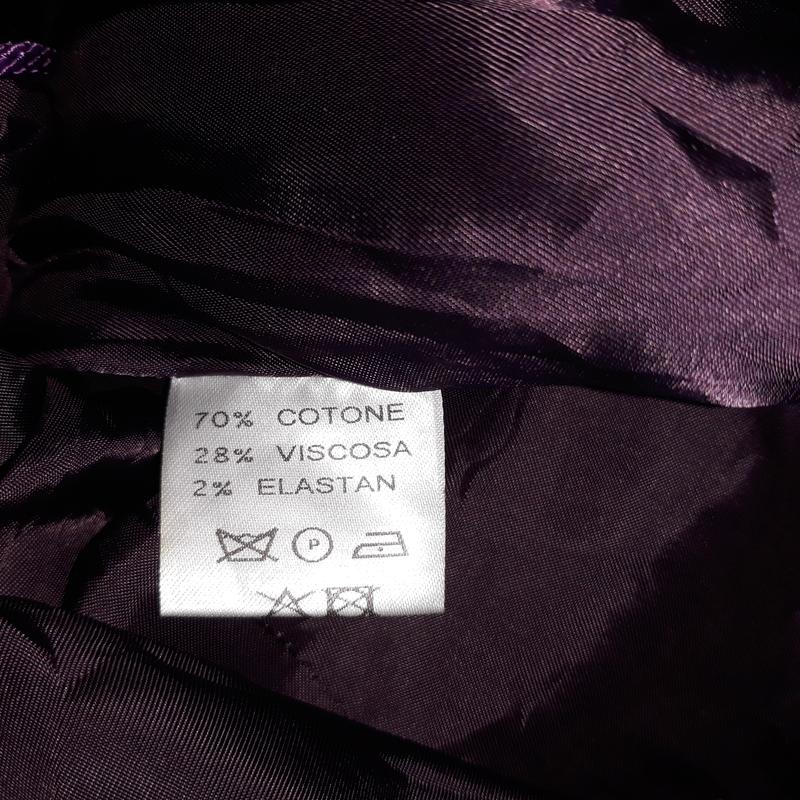 70% COTONE
28% VISCOSA
2% ELASTAN
P